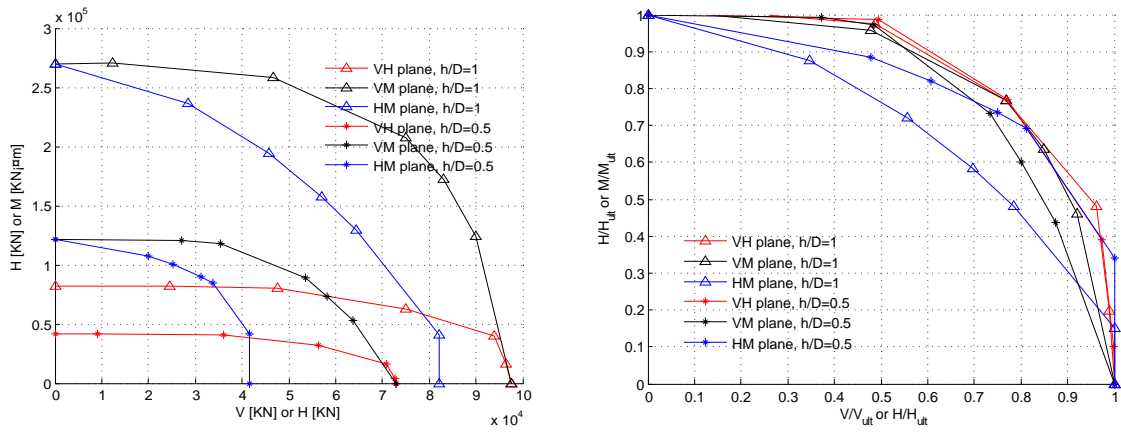 x 10^5
3
2.5
2
1.5
1
0.5
0
H [KN] or M [KN¡¤m]
0 1 2 3 4 5 6 7 8 9 10
x 10^4
V [KN] or H [KN]
VH plane, h/D=1
VM plane, h/D=1
HM plane, h/D=1
VH plane, h/D=0.5
VM plane, h/D=0.5
HM plane, h/D=0.5
1
0.9
0.8
0.7
0.6
0.5
0.4
0.3
0.2
0.1
0
H/H_ult or M/M_ult
0 0.1 0.2 0.3 0.4 0.5 0.6 0.7 0.8 0.9 1
V/V_ult or H/H_ult
VH plane, h/D=1
VM plane, h/D=1
HM plane, h/D=1
VH plane, h/D=0.5
VM plane, h/D=0.5
HM plane, h/D=0.5